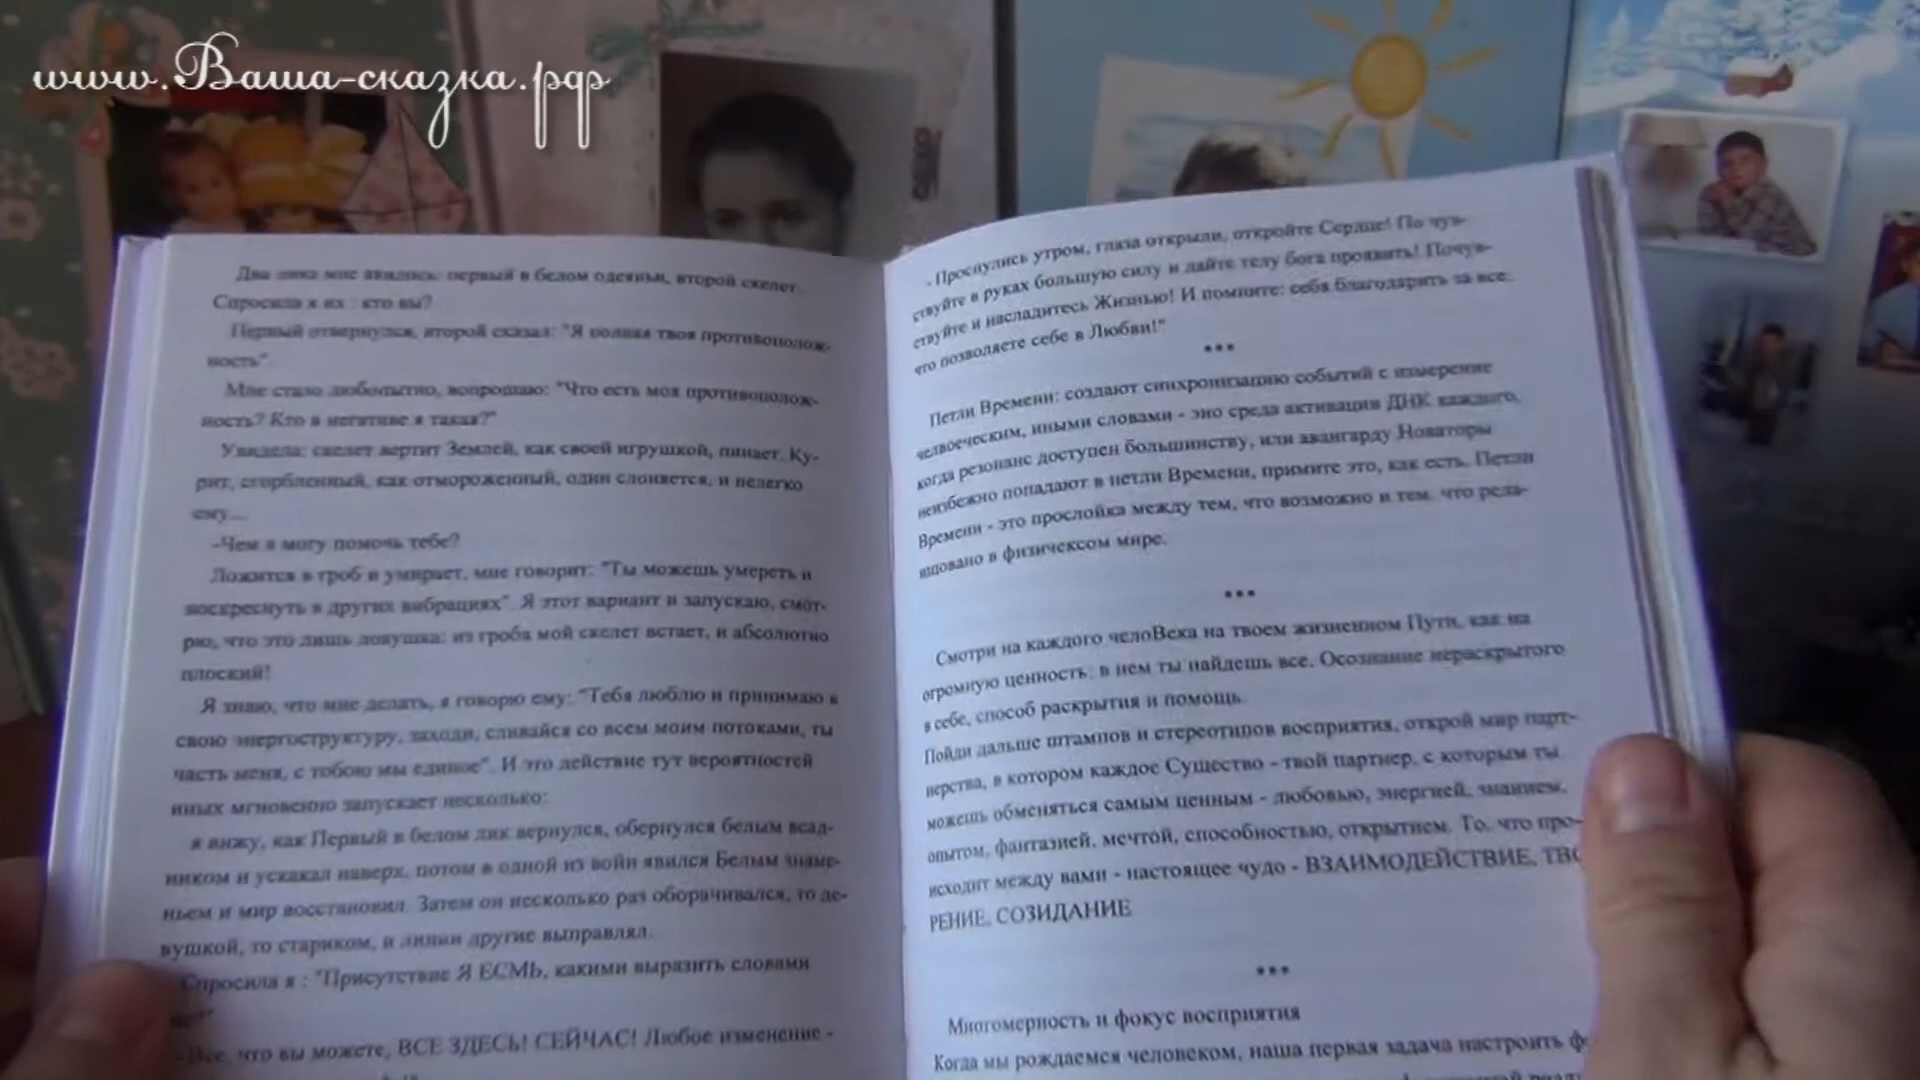 www.Ваша-сказка.рф
Два лика мне явились: первый в белом одеяньи, второй скелет.
Спросила я их : кто вы?
Первый отвернулся, второй сказал: "Я полная твоя противополож-
ность".
Мне стало любопытно, вопрошаю: "Что есть моя противополож-
ность? Кто в негативе я такая?"
Увидела: скелет вертит Землей, как своей игрушкой, пинает. Ку-
рит, сгорбленный, как отмороженный, один слоняется, и нелегко
ему...
-Чем я могу помочь тебе?
Ложится в гроб и умирает, мне говорит: "Ты можешь умереть и
воскреснуть в других вибрациях". Я этот вариант и запускаю, смот-
рю, что это лишь ловушка: из гроба мой скелет встает, и абсолютно
плоский!
Я знаю, что мне делать, я говорю ему: "Тебя люблю и принимаю в
свою энергоструктуру, заходи, сливайся со всем моим потоками, ты
часть меня, с тобою мы единое". И это действие тут вероятностей
иных мгновенно запускает несколько:
я вижу, как Первый в белом лик вернулся, обернулся белым всад-
ником и ускакал наверх, потом в одной из войн явился Белым знаме-
ньем и мир восстановил. Затем он несколько раз оборачивался, то де-
вушкой, то стариком, и линии другие выправлял.
Спросила я : "Присутствие Я ЕСМЬ, какими выразить словами
- Все, что вы можете, ВСЕ ЗДЕСЬ! СЕЙЧАС! Любое изменение -
- Проснулись утром, глаза открыли, откройте Сердце! По чув-
ствуйте в руках большую силу и дайте телу бога проявить! Почув-
ствуйте и насладитесь Жизнью! И помните: себя благодарить за все.
что позволяете себе в Любви!"
***
Петли Времени: создают синхронизацию событий с измерение
человеческим, иными словами - эно среда активации ДНК каждого,
когда резонанс доступен большинству, или авангарду Новаторы
неизбежно попадают в петли Времени, примите это, как есть. Петли
Времени - это прослойка между тем, что возможно и тем, что реа-
изовано в физичексом мире.
***
Смотри на каждого челоВека на твоем жизненном Пути, как на
огромную ценность: в нем ты найдешь все. Осознание нераскрытого
в себе, способ раскрытия и помощь.
Пойди дальше штампов и стереотипов восприятия, открой мир парт-
нерства, в котором каждое Существо - твой партнер, с которым ты
можешь обменяться самым ценным - любовью, энергией, знанием,
опытом, фантазией, мечтой, способностью, открытием. То, что про-
исходит между вами - настоящее чудо - ВЗАИМОДЕЙСТВИЕ, ТВО
РЕНИЕ, СОЗИДАНИЕ
***
Многомерность и фокус восприятия
Когда мы рождаемся человеком, наша первая задача настроить